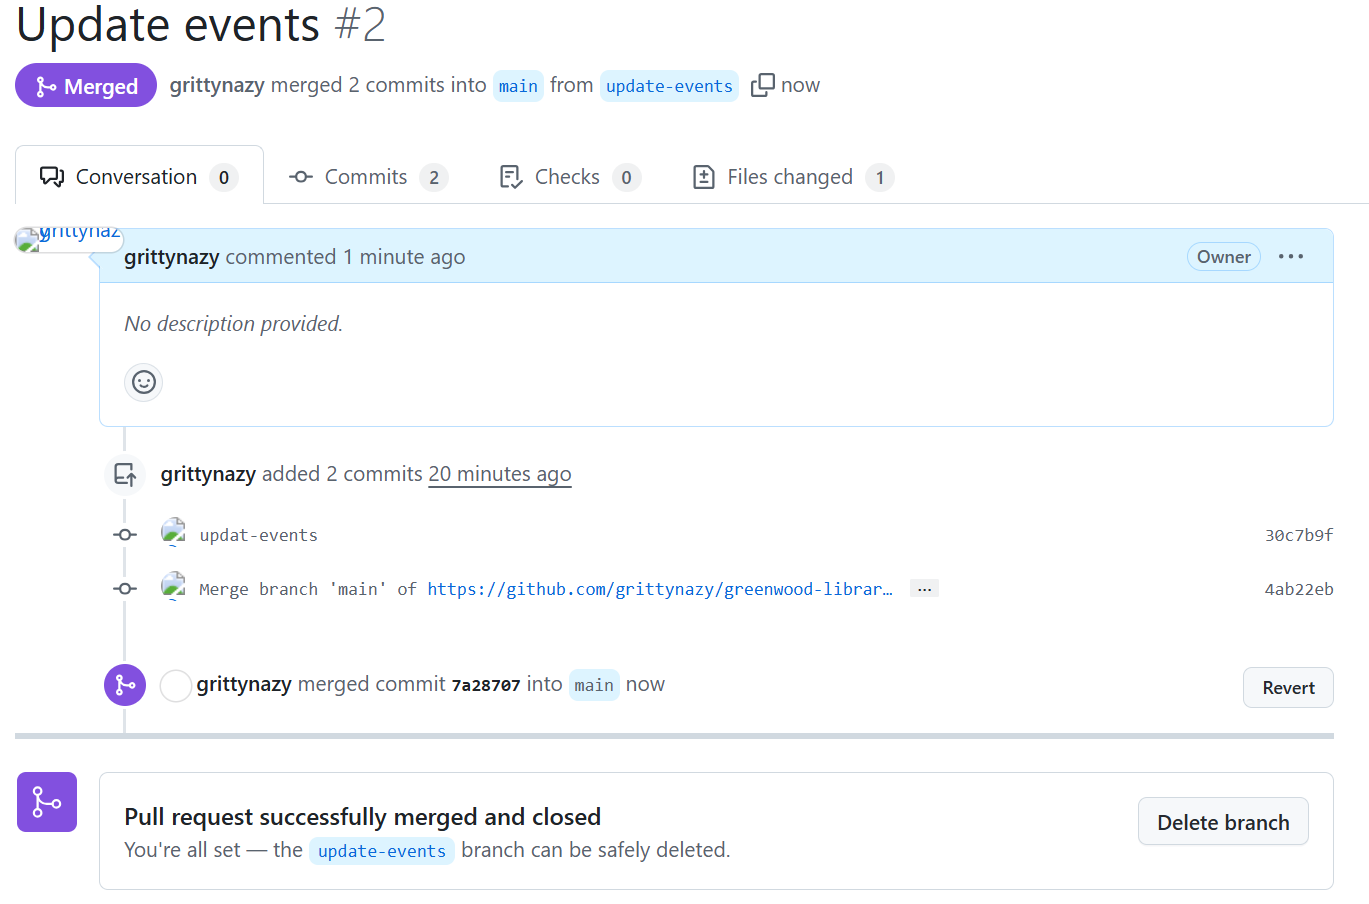 Update events #2
Merged grittynazy merged 2 commits into main from update-events now
Conversation 0 Commits 2 Checks 0 Files changed 1
grittynaz
y
grittynazy commented 1 minute ago Owner ...
No description provided.
grittynazy added 2 commits 20 minutes ago
updat-events 30c7b9f
Merge branch 'main' of https://github.com/grittynazy/greenwood-librar… ... 4ab22eb
grittynazy merged commit 7a28707 into main now Revert
Pull request successfully merged and closed
You're all set — the update-events branch can be safely deleted. Delete branch